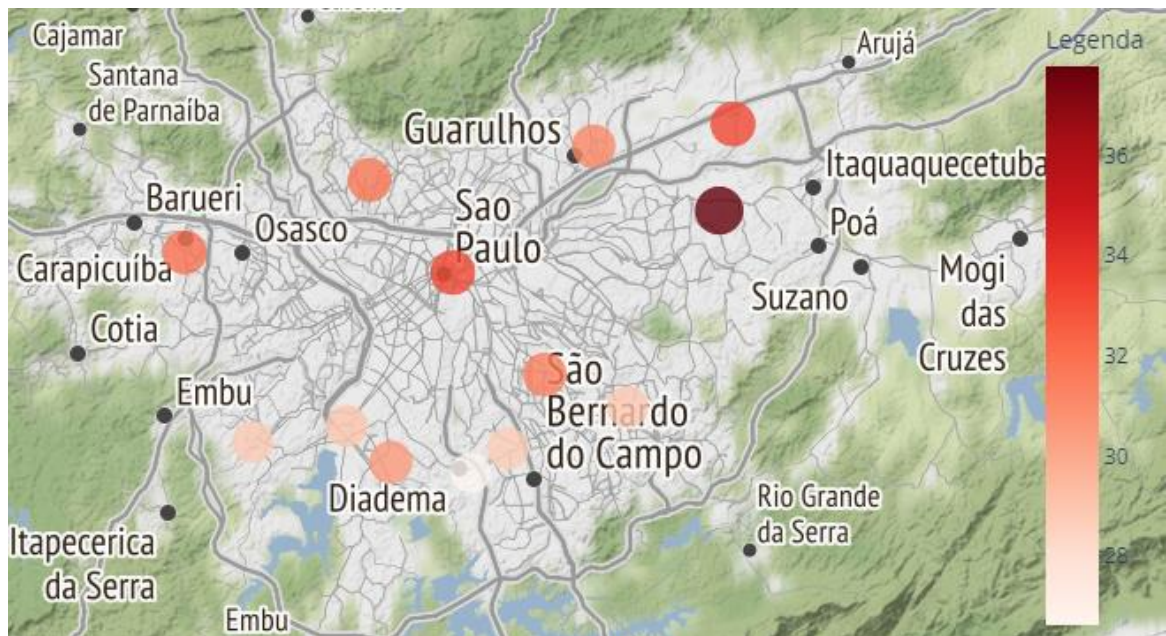 Cajamar
Santana
de Parnaíba
Arujá
Legenda
Guarulhos
Itaquaquecetuba
36
Barueri
Sao
Paulo
Osasco
Poá
Carapicuíba
34
Mogi
das
Cruzes
Suzano
Cotia
32
Embu
São
Bernardo
do Campo
30
Diadema
Rio Grande
da Serra
Itapecerica
da Serra
28
Embu